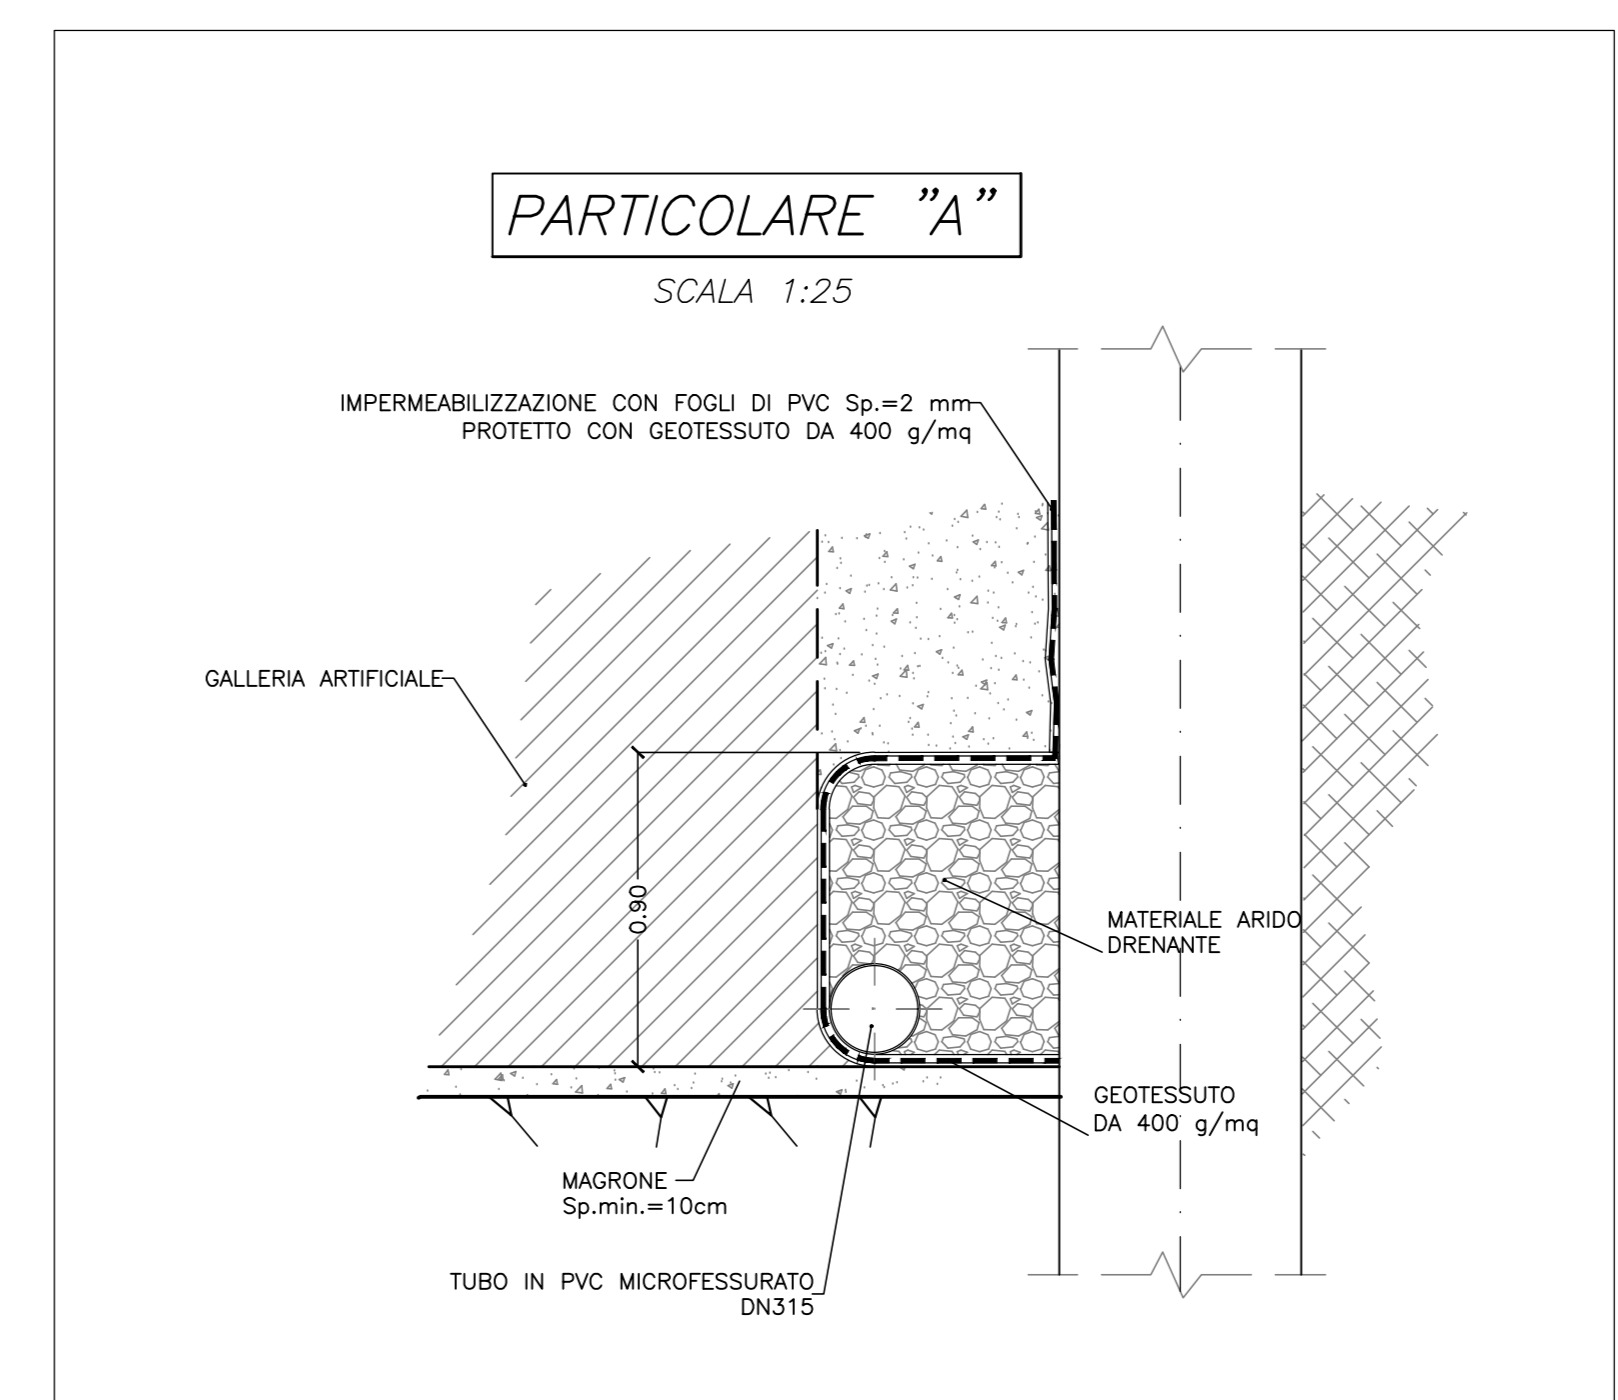 PARTICOLARE "A"
SCALA 1:25
IMPERMEABILIZZAZIONE CON FOGLI DI PVC Sp.=2 mm
PROTETTO CON GEOTESSUTO DA 400 g/mq
GALLERIA ARTIFICIALE
0.90
MATERIALE ARIDO
DRENANTE
GEOTESSUTO
DA 400 g/mq
MAGRONE
Sp.min.=10cm
TUBO IN PVC MICROFESSURATO
DN315